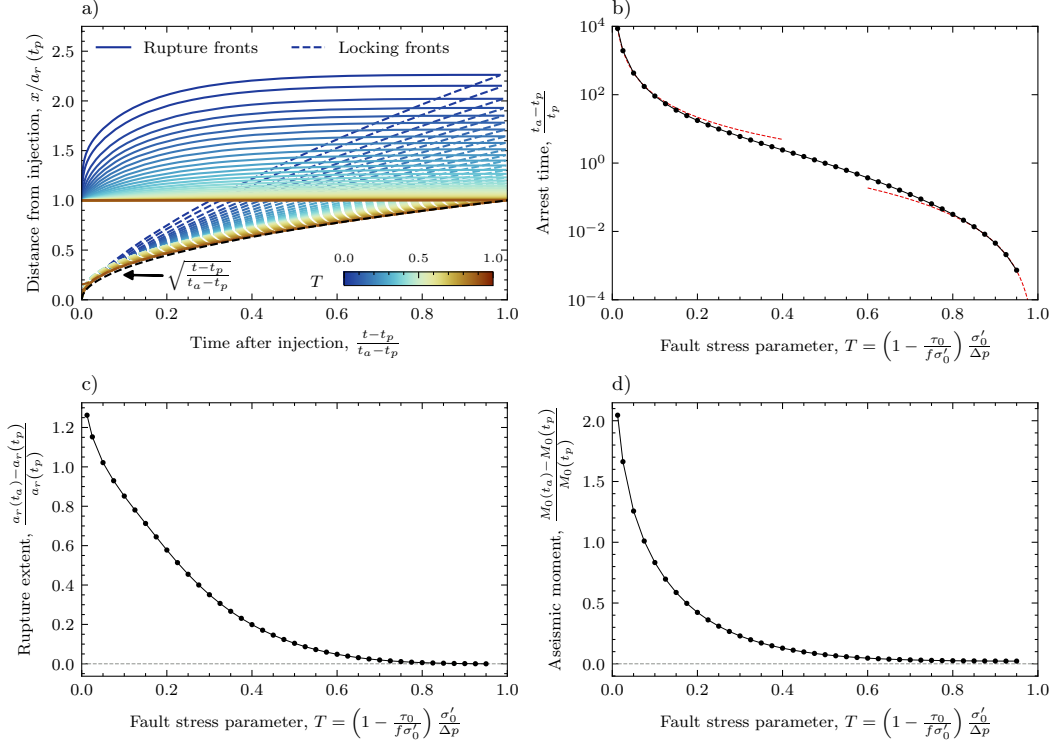 a)
Distance from injection, x/a_r (t_p)
2.5
2.0
1.5
1.0
0.5
0.0
Rupture fronts
Locking fronts
√((t−t_p)/(t_a−t_p))
T
0.0
1.0
0.0 0.2 0.4 0.6 0.8 1.0
Time after injection, (t−t_p)/(t_a−t_p)
b)
Arrest time, (t_a−t_p)/t_p
10^4
10^2
10^0
10^−2
10^−4
0.0 0.2 0.4 0.6 0.8 1.0
Fault stress parameter, T = (1 − τ_0/(fσ′_0)) σ′_0/Δp
c)
Rupture extent, (a_r(t_a)−a_r(t_p))/a_r(t_p)
1.2
1.0
0.8
0.6
0.4
0.2
0.0
0.0 0.2 0.4 0.6 0.8 1.0
Fault stress parameter, T = (1 − τ_0/(fσ′_0)) σ′_0/Δp
d)
Aseismic moment, (M_0(t_a)−M_0(t_p))/M_0(t_p)
2.0
1.5
1.0
0.5
0.0
0.0 0.2 0.4 0.6 0.8 1.0
Fault stress parameter, T = (1 − τ_0/(fσ′_0)) σ′_0/Δp